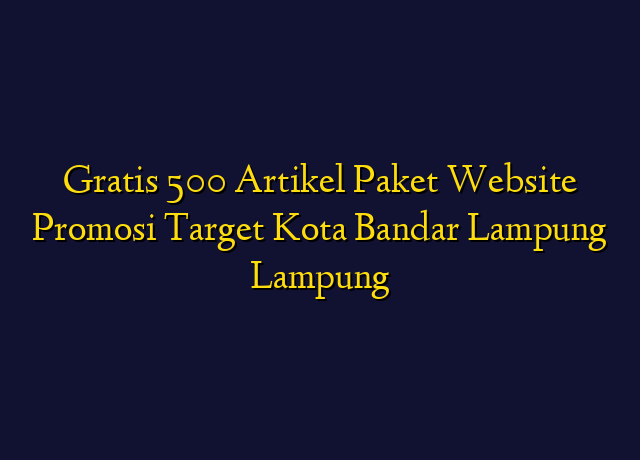 Gratis 500 Artikel Paket Website
Promosi Target Kota Bandar Lampung
Lampung